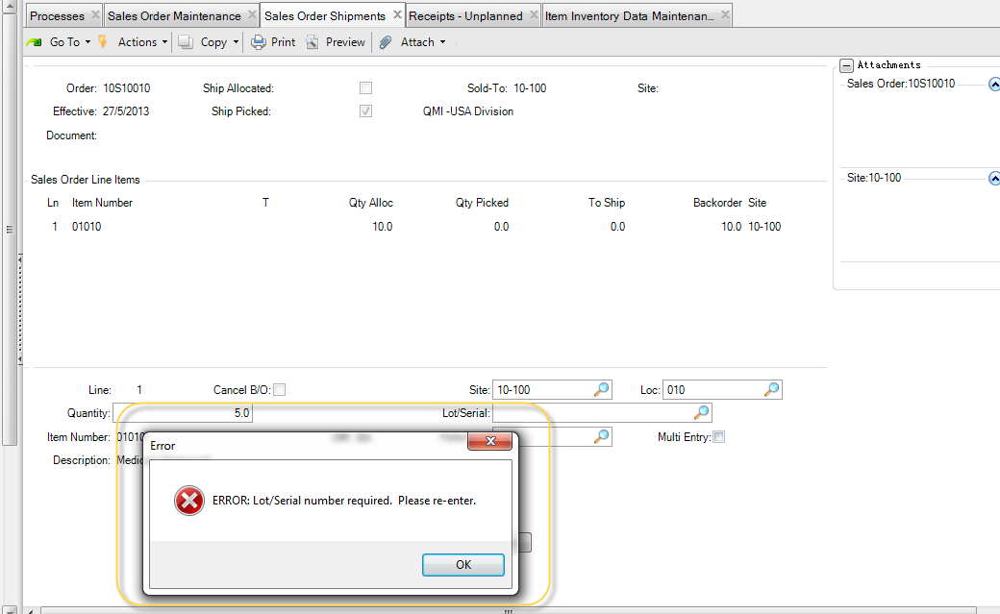 Processes Sales Order Maintenance Sales Order Shipments Receipts - Unplanned Item Inventory Data Maintenan...
Go To Actions Copy Print Preview Attach
Attachments
Order: 10S10010 Ship Allocated: Sold-To: 10-100 Site:
Sales Order:10S10010
Effective: 27/5/2013 Ship Picked: QMI -USA Division
Document:
Site:10-100
Sales Order Line Items
Ln Item Number T Qty Alloc Qty Picked To Ship Backorder Site
1 01010 10.0 0.0 0.0 10.0 10-100
Line: 1 Cancel B/O: Site: 10-100 Loc: 010
Quantity: 5.0 Lot/Serial:
Item Number: 01010 Multi Entry:
Description:
Error
ERROR: Lot/Serial number required. Please re-enter.
OK